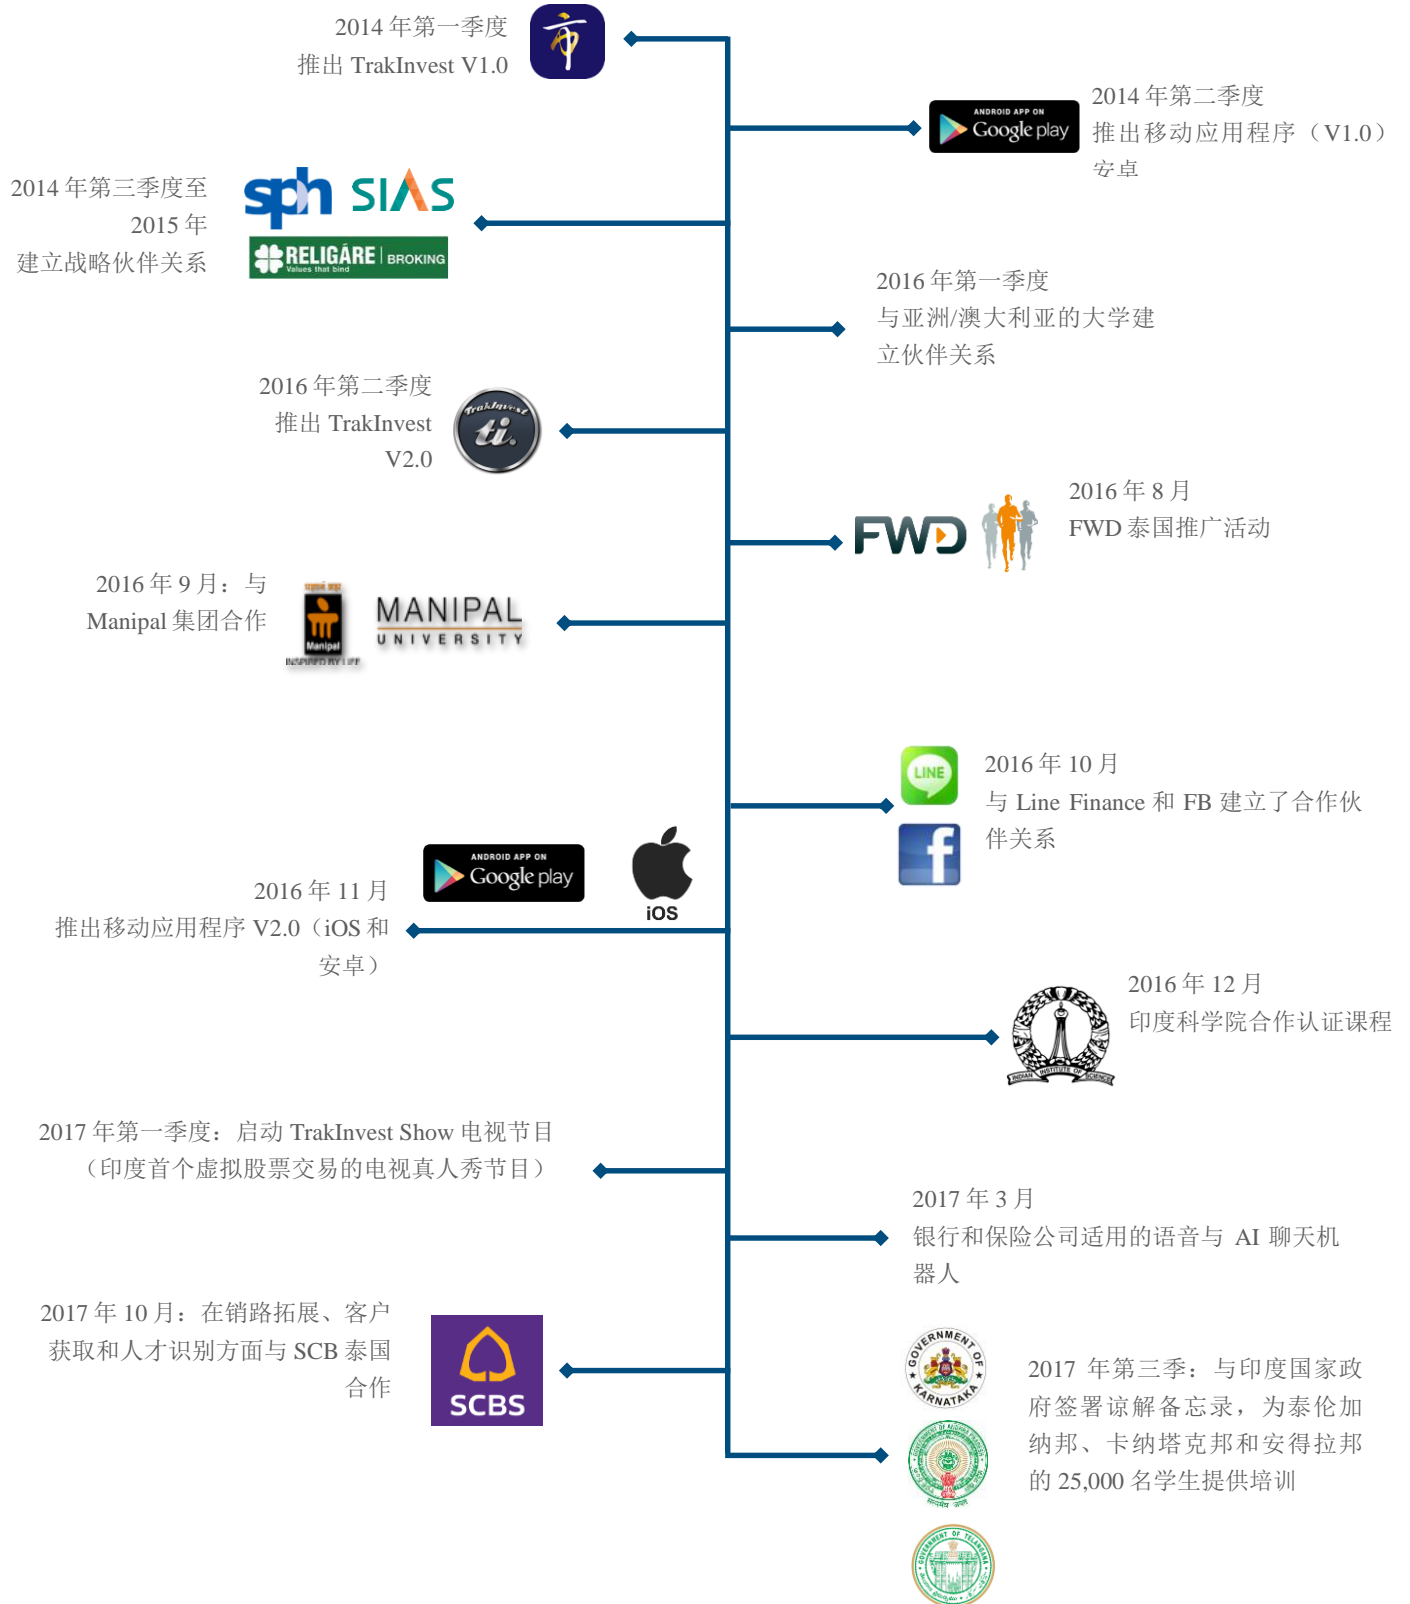 2014 年第一季度
推出 TrakInvest V1.0
市
2014 年第二季度
推出移动应用程序（V1.0）
安卓
ANDROID APP ON
Google play
2014 年第三季度至
2015 年
建立战略伙伴关系
sph SIAS
RELIGARE BROKING
Values that bind
2016 年第一季度
与亚洲/澳大利亚的大学建
立伙伴关系
2016 年第二季度
推出 TrakInvest
V2.0
TrakInvest
ti.
2016 年 8 月
FWD 泰国推广活动
FWD
2016 年 9 月：与
Manipal 集团合作
Manipal
INSPIRED BY LIFE
MANIPAL
UNIVERSITY
LINE
2016 年 10 月
与 Line Finance 和 FB 建立了合作伙
伴关系
f
ANDROID APP ON
Google play
iOS
2016 年 11 月
推出移动应用程序 V2.0（iOS 和
安卓）
2016 年 12 月
印度科学院合作认证课程
INDIAN INSTITUTE OF SCIENCE
2017 年第一季度：启动 TrakInvest Show 电视节目
（印度首个虚拟股票交易的电视真人秀节目）
2017 年 3 月
银行和保险公司适用的语音与 AI 聊天机
器人
2017 年 10 月：在销路拓展、客户
获取和人才识别方面与 SCB 泰国
合作
SCBS
GOVERNMENT OF KARNATAKA
2017 年第三季：与印度国家政
府签署谅解备忘录，为泰伦加
纳邦、卡纳塔克邦和安得拉邦
的 25,000 名学生提供培训
GOVERNMENT OF ANDHRA PRADESH
सत्यमेव जयते
GOVERNMENT OF TELANGANA